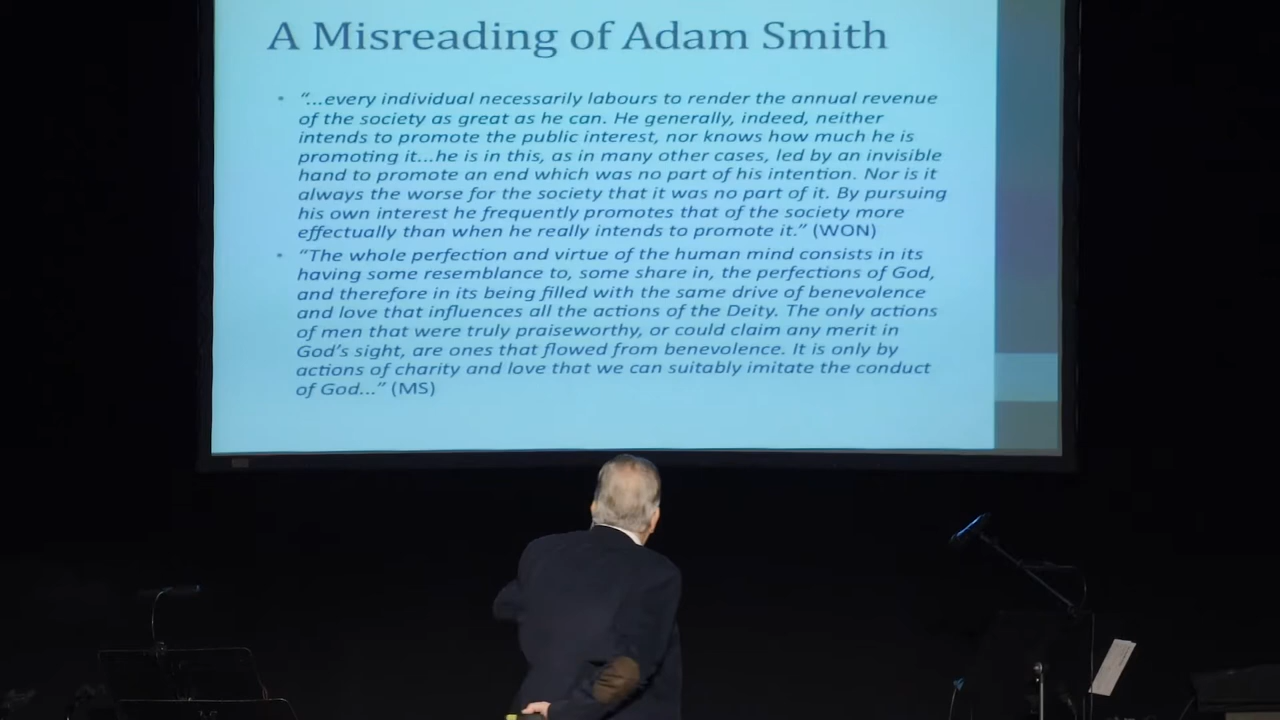 A Misreading of Adam Smith
• "...every individual necessarily labours to render the annual revenue
of the society as great as he can. He generally, indeed, neither
intends to promote the public interest, nor knows how much he is
promoting it...he is in this, as in many other cases, led by an invisible
hand to promote an end which was no part of his intention. Nor is it
always the worse for the society that it was no part of it. By pursuing
his own interest he frequently promotes that of the society more
effectually than when he really intends to promote it." (WON)
• "The whole perfection and virtue of the human mind consists in its
having some resemblance to, some share in, the perfections of God,
and therefore in its being filled with the same drive of benevolence
and love that influences all the actions of the Deity. The only actions
of men that were truly praiseworthy, or could claim any merit in
God's sight, are ones that flowed from benevolence. It is only by
actions of charity and love that we can suitably imitate the conduct
of God..." (MS)